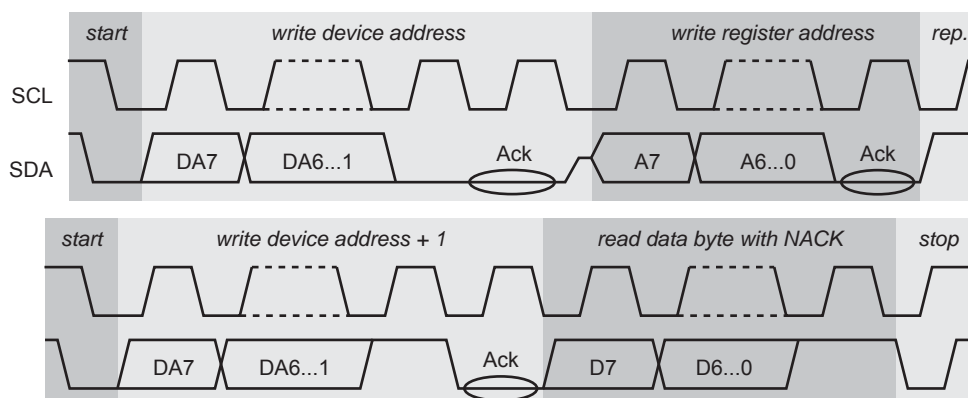 start write device address write register address rep.
SCL
SDA DA7 DA6...1 Ack A7 A6...0 Ack
start write device address + 1 read data byte with NACK stop
DA7 DA6...1 Ack D7 D6...0